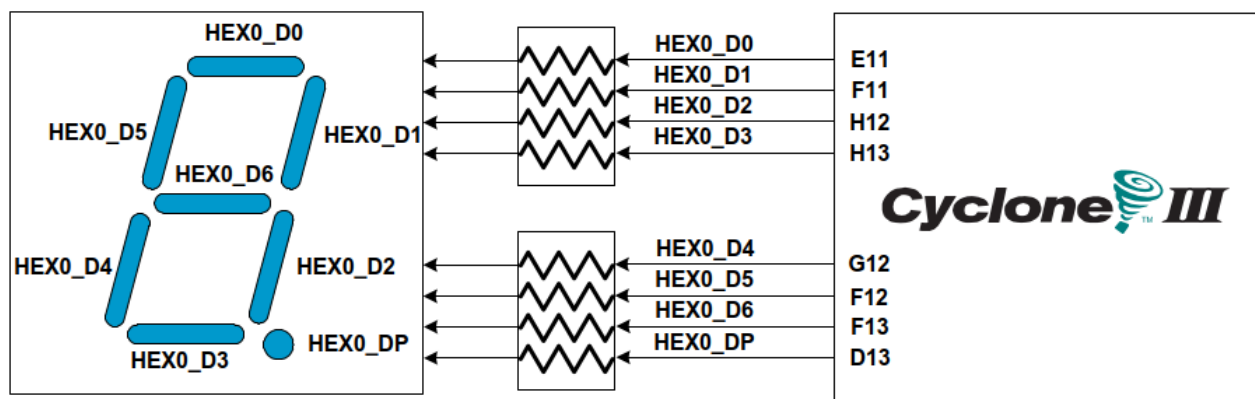 HEX0_D0
HEX0_D5
HEX0_D1
HEX0_D6
HEX0_D4
HEX0_D2
HEX0_D3
HEX0_DP
HEX0_D0
HEX0_D1
HEX0_D2
HEX0_D3
HEX0_D4
HEX0_D5
HEX0_D6
HEX0_DP
E11
F11
H12
H13
Cyclone™ III
G12
F12
F13
D13